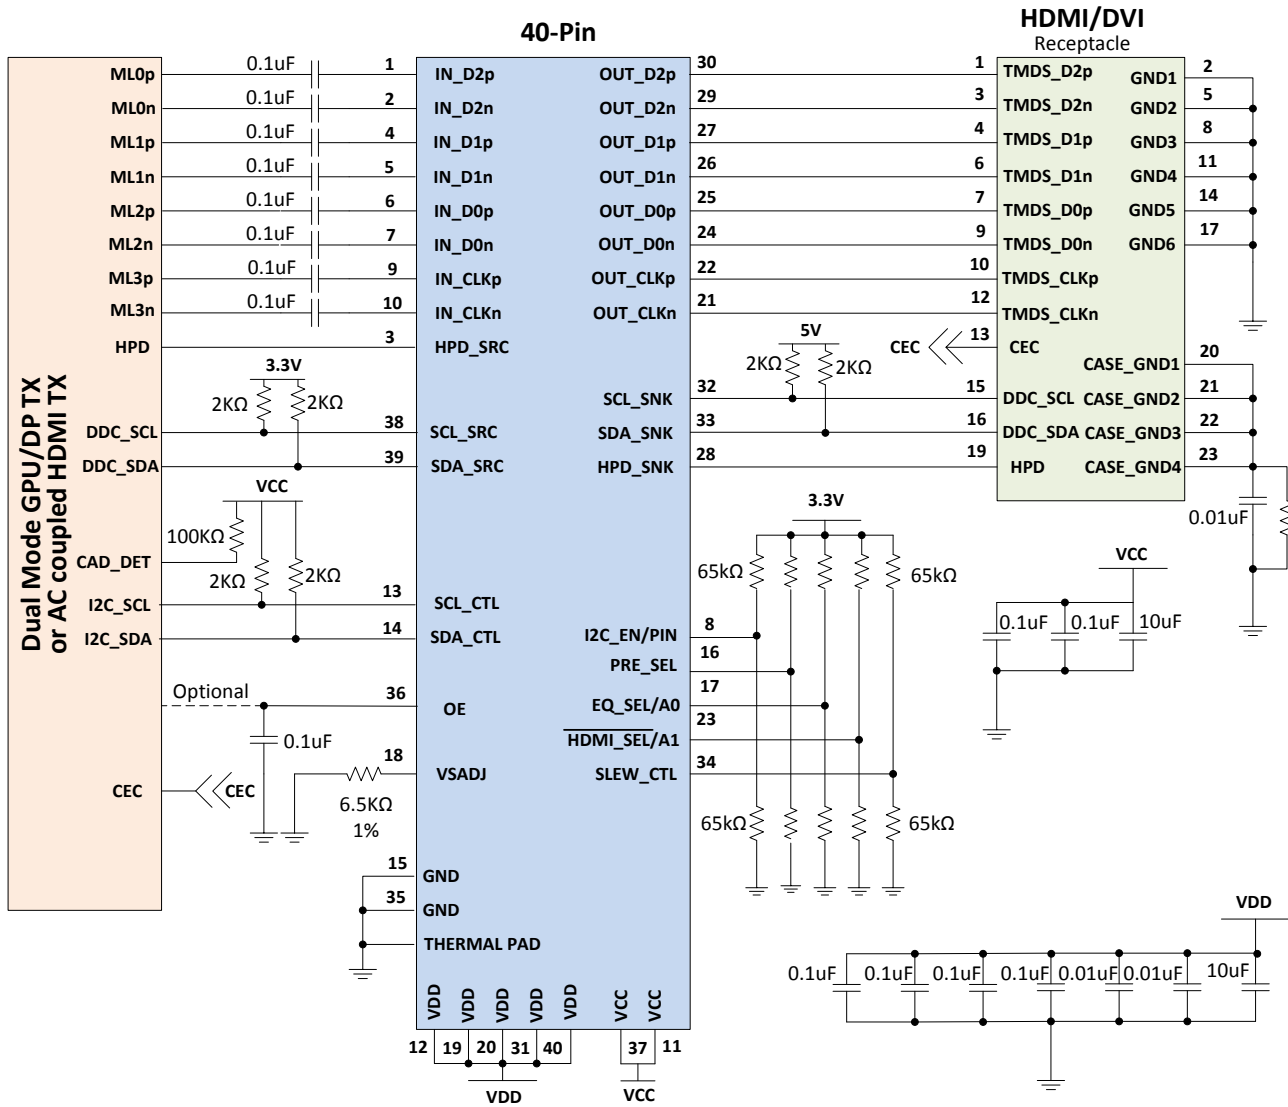 40-Pin
HDMI/DVI
Receptacle
Dual Mode GPU/DP TX
or AC coupled HDMI TX
ML0p
0.1uF
1
IN_D2p
OUT_D2p
30
1
TMDS_D2p
GND1
2
ML0n
0.1uF
2
IN_D2n
OUT_D2n
29
3
TMDS_D2n
GND2
5
ML1p
0.1uF
4
IN_D1p
OUT_D1p
27
4
TMDS_D1p
GND3
8
ML1n
0.1uF
5
IN_D1n
OUT_D1n
26
6
TMDS_D1n
GND4
11
ML2p
0.1uF
6
IN_D0p
OUT_D0p
25
7
TMDS_D0p
GND5
14
ML2n
0.1uF
7
IN_D0n
OUT_D0n
24
9
TMDS_D0n
GND6
17
ML3p
0.1uF
9
IN_CLKp
OUT_CLKp
22
10
TMDS_CLKp
ML3n
0.1uF
10
IN_CLKn
OUT_CLKn
21
12
TMDS_CLKn
HPD
3
HPD_SRC
5V
CEC
13
CEC
3.3V
2KΩ
2KΩ
2KΩ
2KΩ
CASE_GND1
20
SCL_SNK
32
15
DDC_SCL
CASE_GND2
21
DDC_SCL
38
SCL_SRC
SDA_SNK
33
16
DDC_SDA
CASE_GND3
22
DDC_SDA
39
SDA_SRC
HPD_SNK
28
19
HPD
CASE_GND4
23
VCC
100KΩ
3.3V
0.01uF
CAD_DET
2KΩ
2KΩ
65kΩ
65kΩ
VCC
I2C_SCL
13
SCL_CTL
0.1uF
0.1uF
10uF
I2C_SDA
14
SDA_CTL
I2C_EN/PIN
8
PRE_SEL
16
Optional
36
OE
EQ_SEL/A0
17
0.1uF
HDMI_SEL/A1
23
18
VSADJ
SLEW_CTL
34
CEC
CEC
6.5KΩ
1%
65kΩ
65kΩ
15
GND
35
GND
THERMAL PAD
VDD
0.1uF
0.1uF
0.1uF
0.1uF
0.01uF
0.01uF
10uF
VDD
VDD
VDD
VDD
VDD
VCC
VCC
12
19
20
31
40
37
11
VDD
VCC